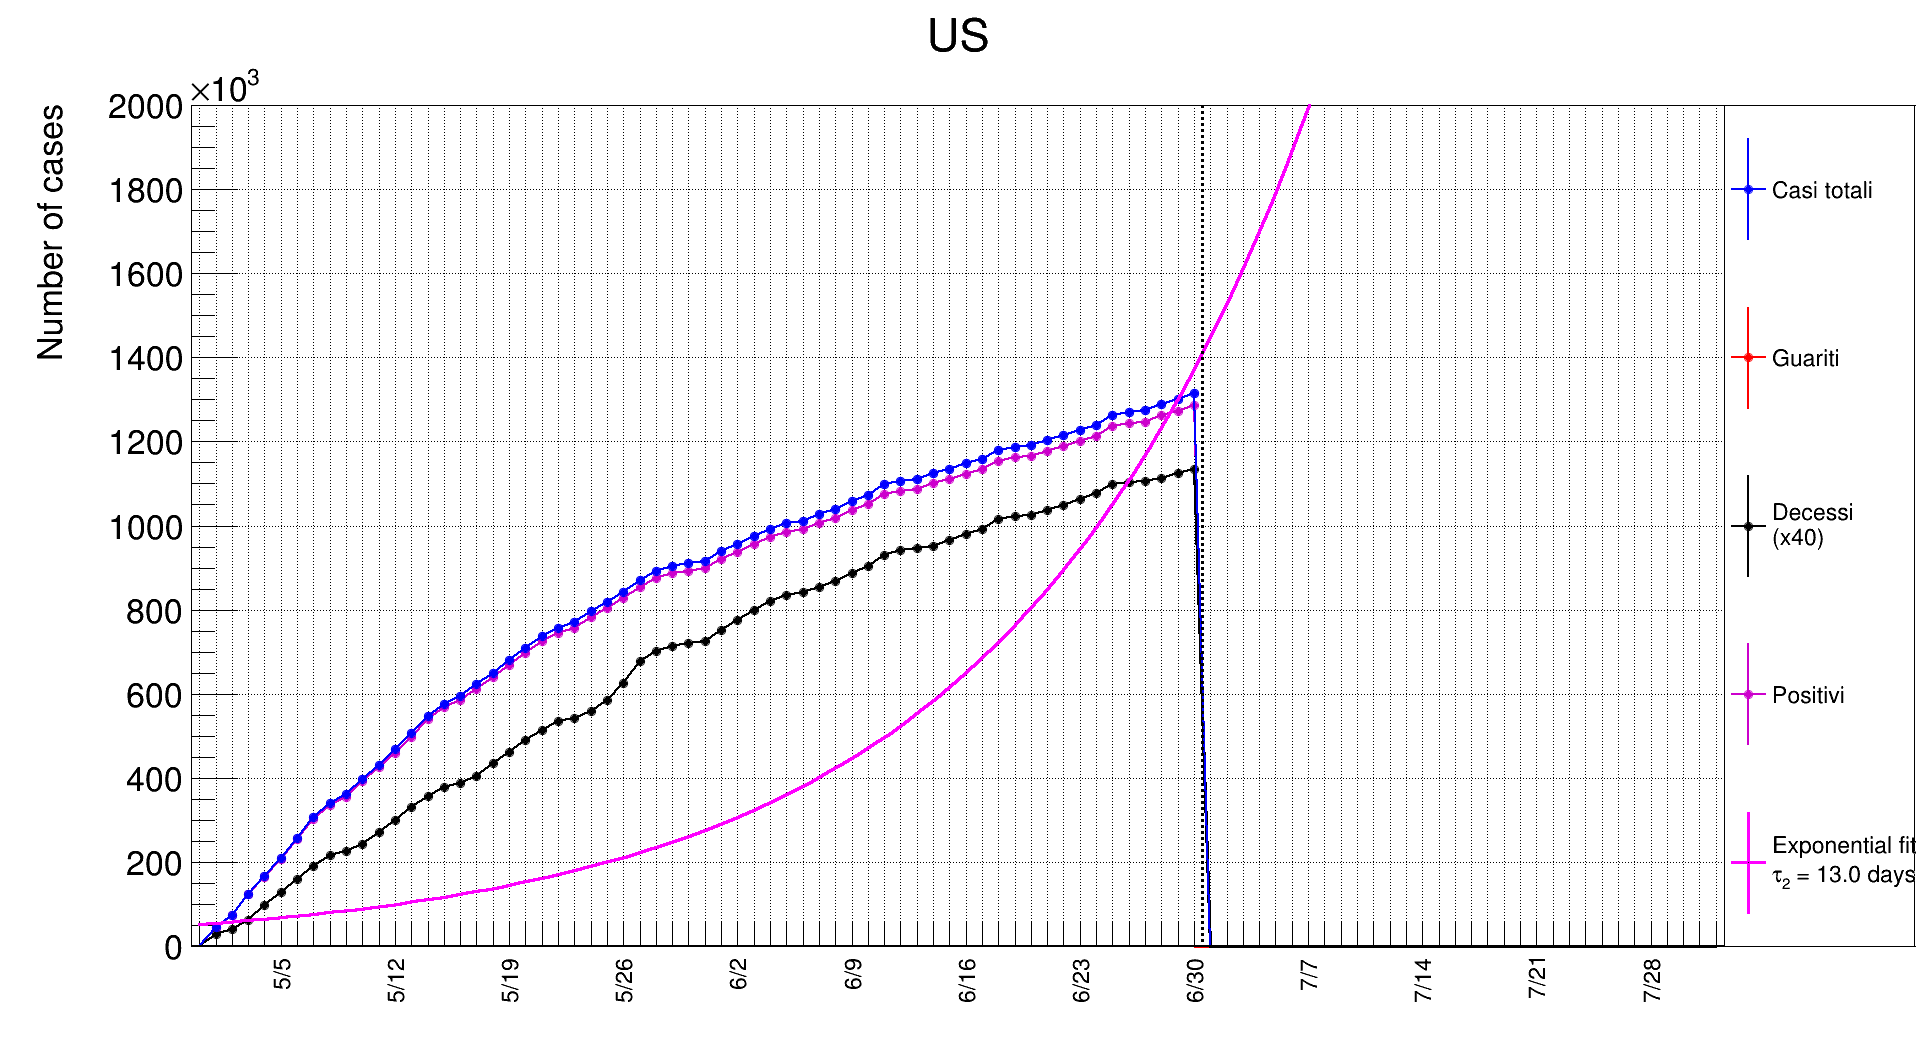 US
×10³
Number of cases
2000
1800
1600
1400
1200
1000
800
600
400
200
0
5/5
5/12
5/19
5/26
6/2
6/9
6/16
6/23
6/30
7/7
7/14
7/21
7/28
Casi totali
Guariti
Decessi
(x40)
Positivi
Exponential fit
τ₂ = 13.0 days